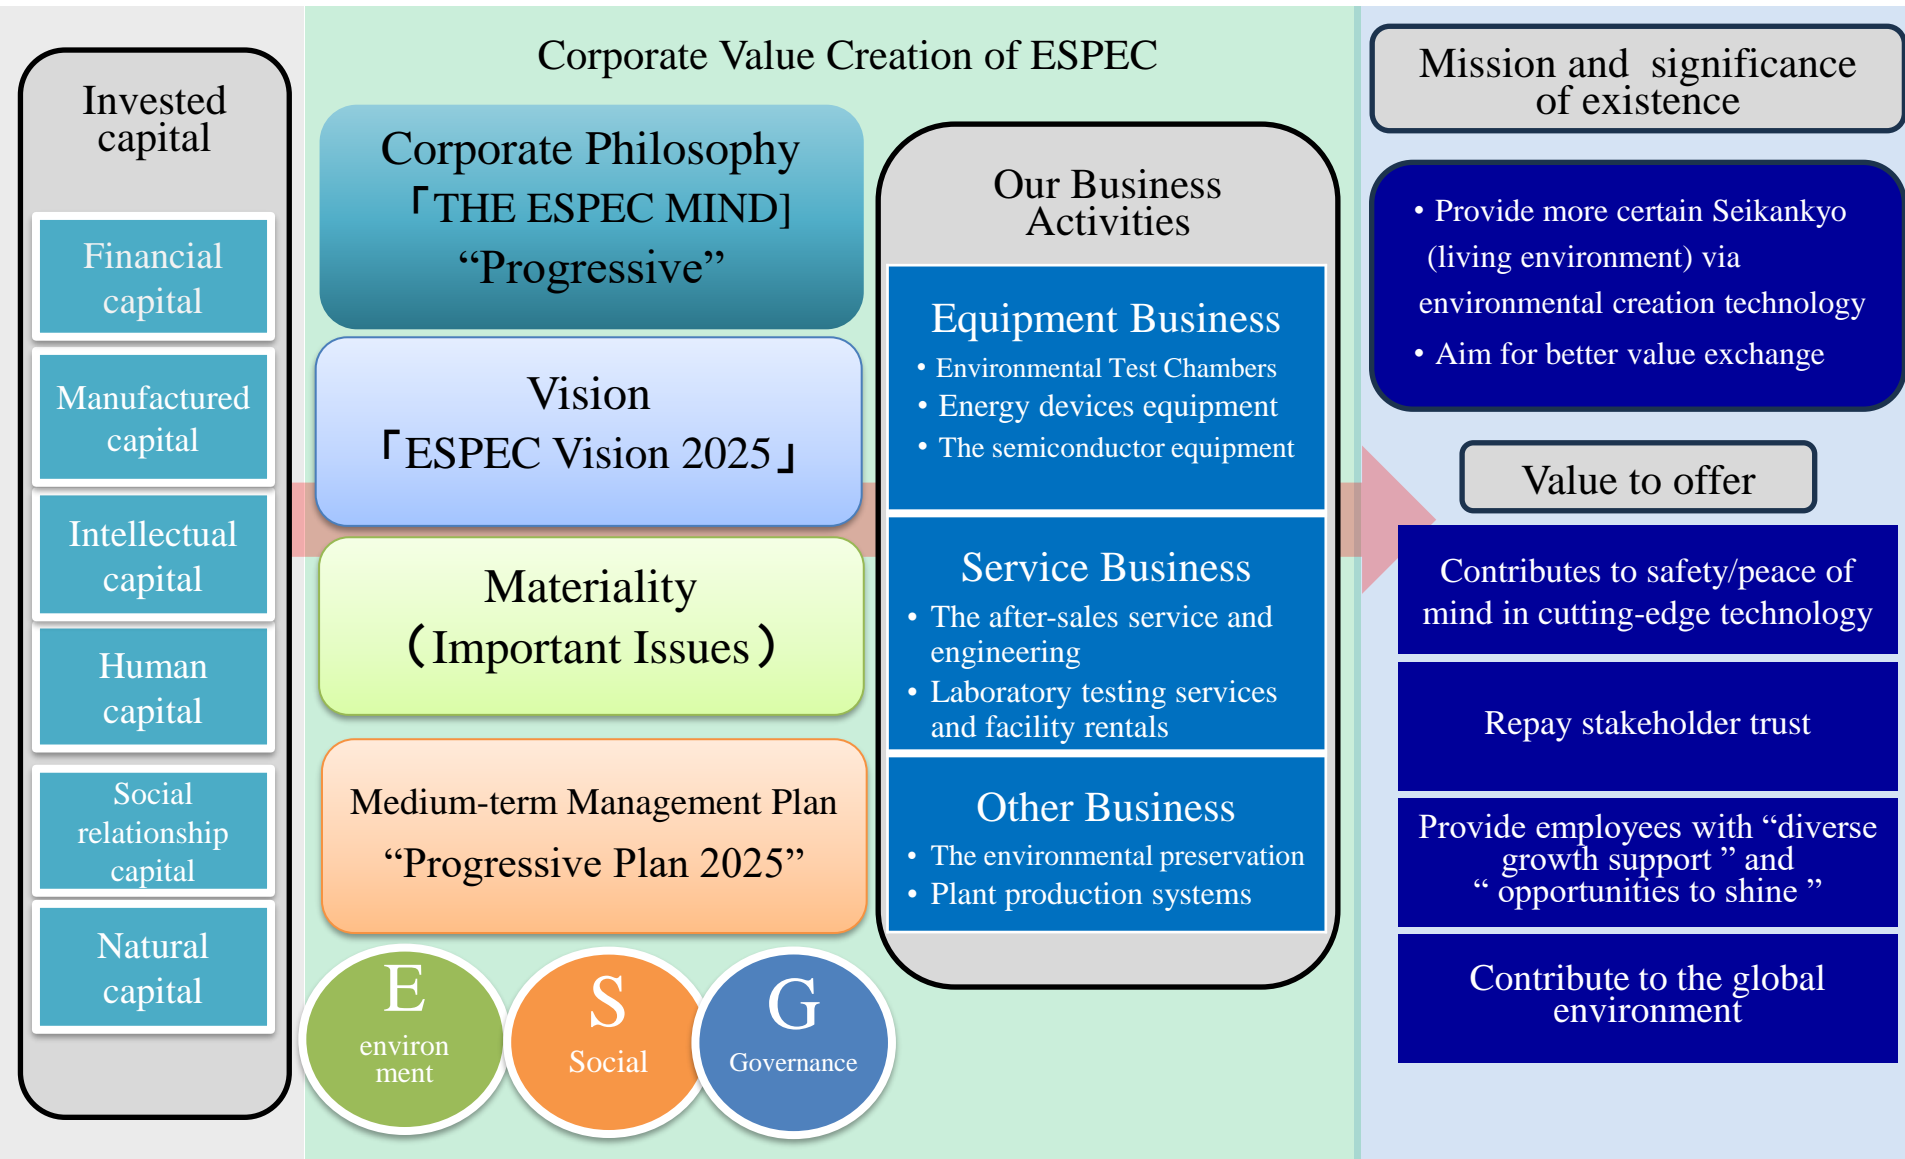 Invested
capital
Financial
capital
Manufactured
capital
Intellectual
capital
Human
capital
Social
relationship
capital
Natural
capital
Corporate Value Creation of ESPEC
Corporate Philosophy
「THE ESPEC MIND]
“Progressive”
Vision
「ESPEC Vision 2025」
Materiality
（Important Issues）
Medium-term Management Plan
“Progressive Plan 2025”
E
environ
ment
S
Social
G
Governance
Our Business
Activities
Equipment Business
• Environmental Test Chambers
• Energy devices equipment
• The semiconductor equipment
Service Business
• The after-sales service and
engineering
• Laboratory testing services
and facility rentals
Other Business
• The environmental preservation
• Plant production systems
Mission and significance
of existence
• Provide more certain Seikankyo
(living environment) via
environmental creation technology
• Aim for better value exchange
Value to offer
Contributes to safety/peace of
mind in cutting-edge technology
Repay stakeholder trust
Provide employees with “diverse
growth support ” and
“ opportunities to shine ”
Contribute to the global
environment